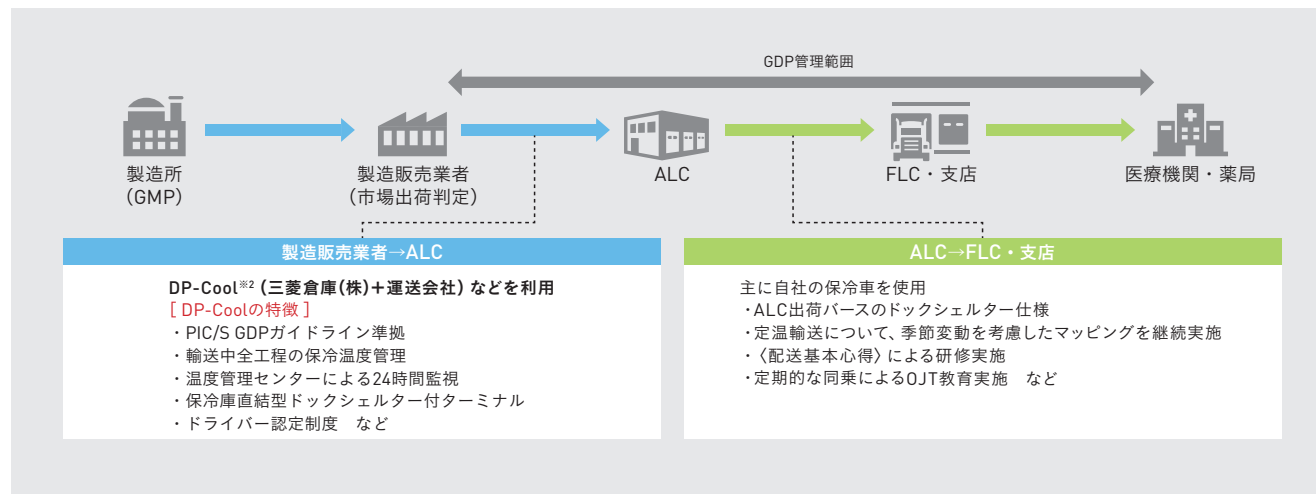 GDP管理範囲
製造所
(GMP)
製造販売業者
(市場出荷判定)
ALC
FLC・支店
医療機関・薬局
製造販売業者→ALC
DP-Cool※2 (三菱倉庫(株)+運送会社) などを利用
[ DP-Coolの特徴 ]
・PIC/S GDPガイドライン準拠
・輸送中全工程の保冷温度管理
・温度管理センターによる24時間監視
・保冷庫直結型ドックシェルター付ターミナル
・ドライバー認定制度 など
ALC→FLC・支店
主に自社の保冷車を使用
・ALC出荷バースのドックシェルター仕様
・定温輸送について、季節変動を考慮したマッピングを継続実施
・〈配送基本心得〉による研修実施
・定期的な同乗によるOJT教育実施 など